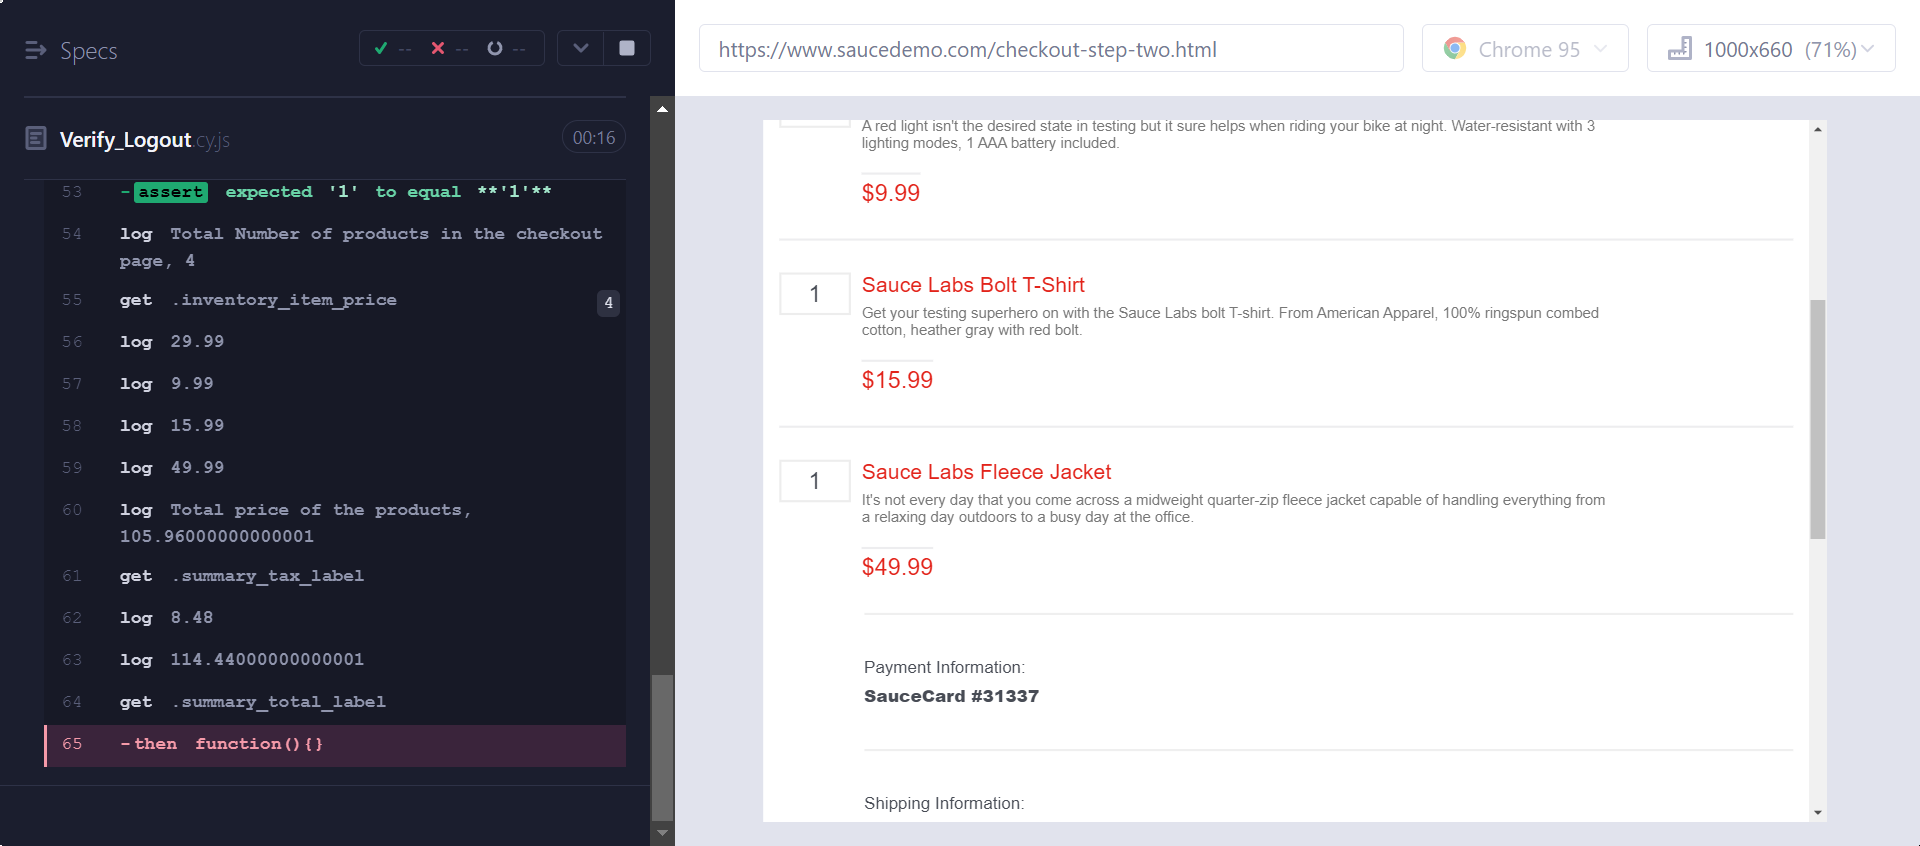 Specs
-- -- --
Verify_Logout.cy.js
00:16
53 -assert expected '1' to equal **'1'**
54 log Total Number of products in the checkout
page, 4
55 get .inventory_item_price 4
56 log 29.99
57 log 9.99
58 log 15.99
59 log 49.99
60 log Total price of the products,
105.96000000000001
61 get .summary_tax_label
62 log 8.48
63 log 114.44000000000001
64 get .summary_total_label
65 -then function(){}
https://www.saucedemo.com/checkout-step-two.html
Chrome 95
1000x660 (71%)
A red light isn't the desired state in testing but it sure helps when riding your bike at night. Water-resistant with 3
lighting modes, 1 AAA battery included.
$9.99
1
Sauce Labs Bolt T-Shirt
Get your testing superhero on with the Sauce Labs bolt T-shirt. From American Apparel, 100% ringspun combed
cotton, heather gray with red bolt.
$15.99
1
Sauce Labs Fleece Jacket
It's not every day that you come across a midweight quarter-zip fleece jacket capable of handling everything from
a relaxing day outdoors to a busy day at the office.
$49.99
Payment Information:
SauceCard #31337
Shipping Information: